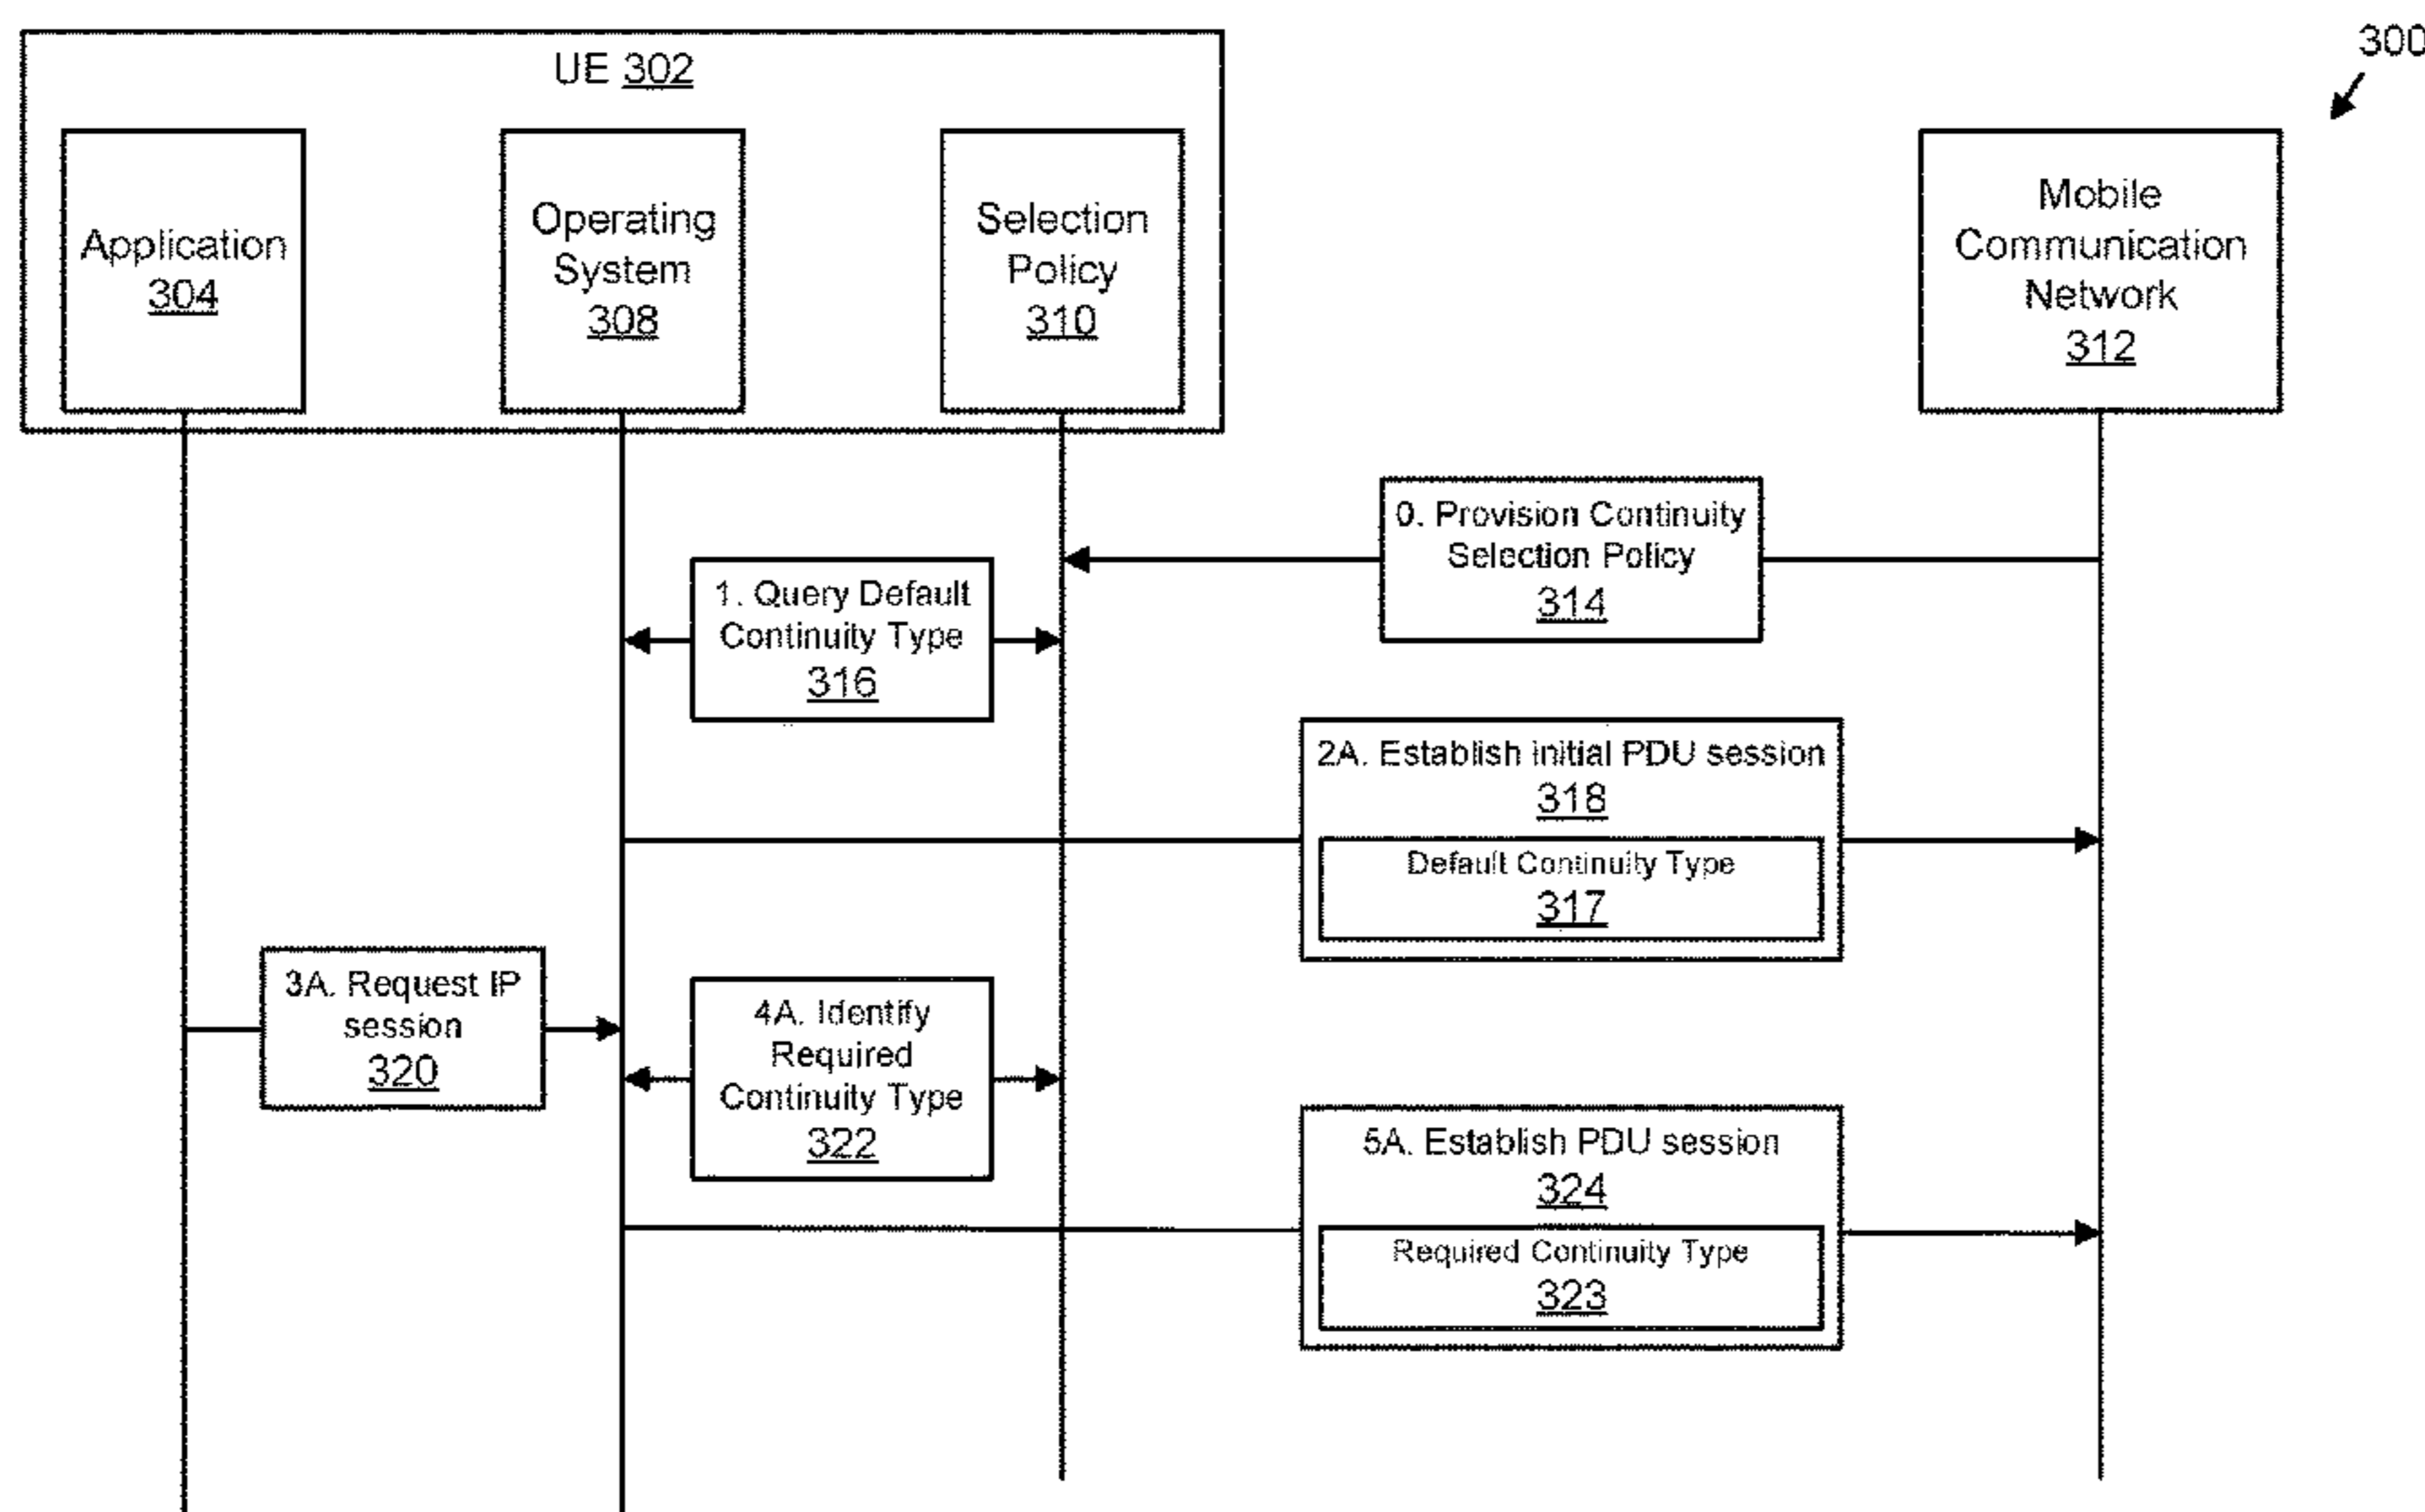 300
UE 302
Application
304
Operating
System
308
Selection
Policy
310
Mobile
Communication
Network
312
0. Provision Continuity
Selection Policy
314
1. Query Default
Continuity Type
316
2A. Establish initial PDU session
318
Default Continuity Type
317
3A. Request IP
session
320
4A. Identify
Required
Continuity Type
322
5A. Establish PDU session
324
Required Continuity Type
323